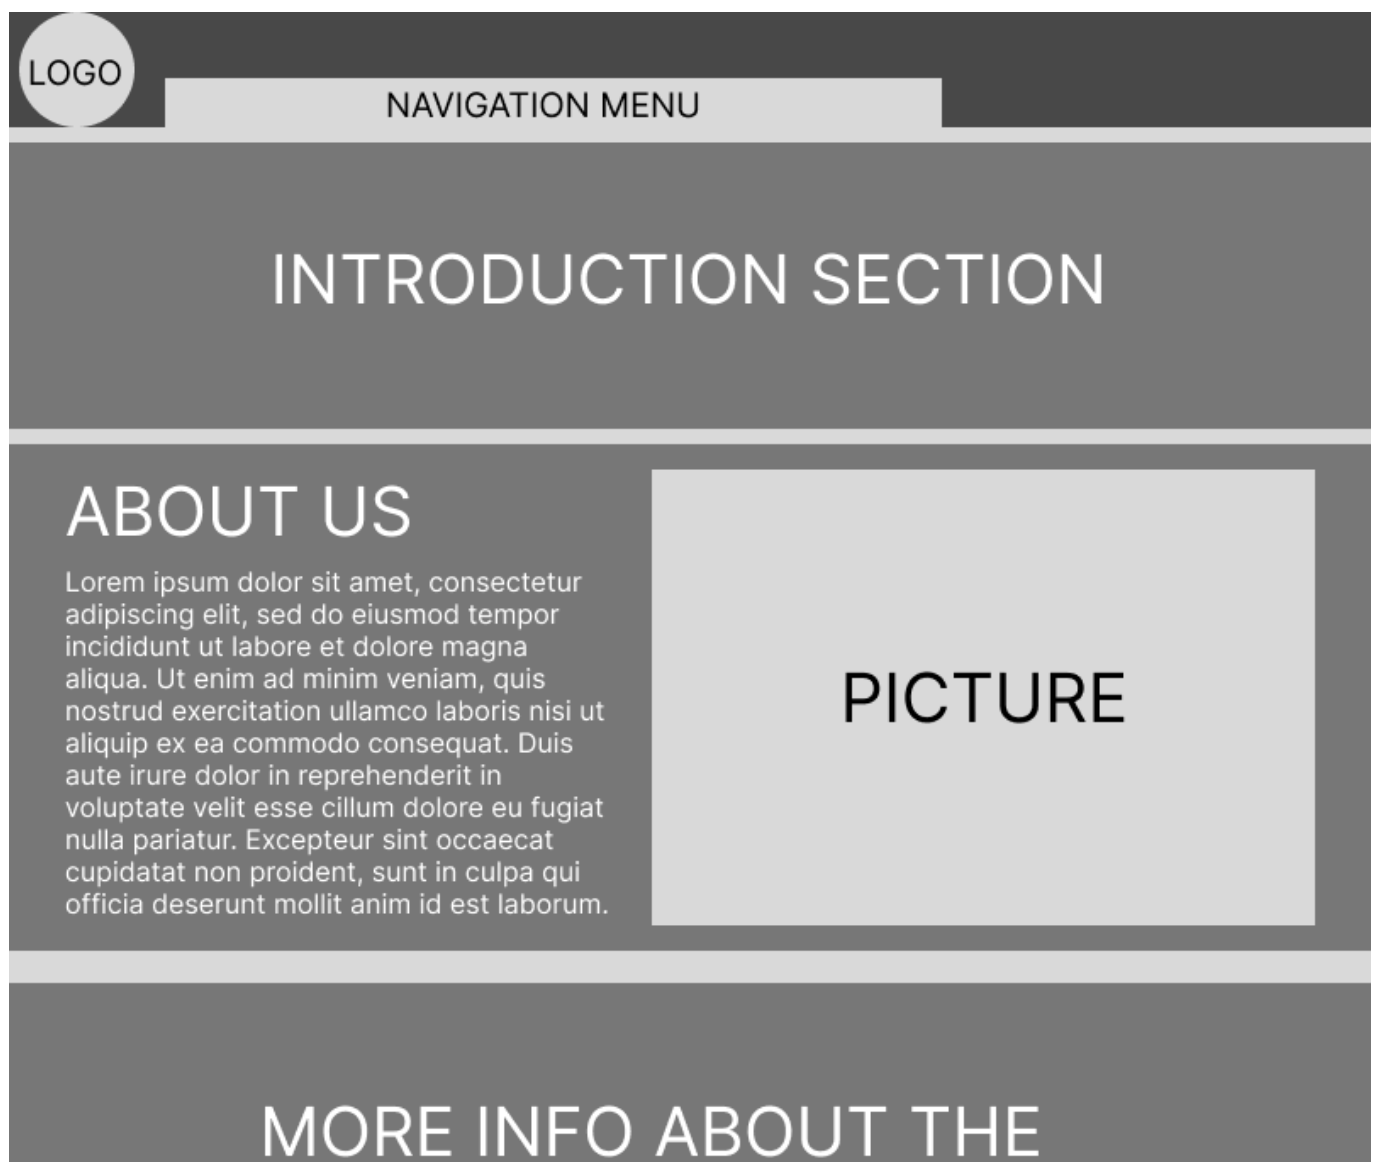 LOGO
NAVIGATION MENU
INTRODUCTION SECTION
ABOUT US
Lorem ipsum dolor sit amet, consectetur
adipiscing elit, sed do eiusmod tempor
incididunt ut labore et dolore magna
aliqua. Ut enim ad minim veniam, quis
nostrud exercitation ullamco laboris nisi ut
aliquip ex ea commodo consequat. Duis
aute irure dolor in reprehenderit in
voluptate velit esse cillum dolore eu fugiat
nulla pariatur. Excepteur sint occaecat
cupidatat non proident, sunt in culpa qui
officia deserunt mollit anim id est laborum.
PICTURE
MORE INFO ABOUT THE